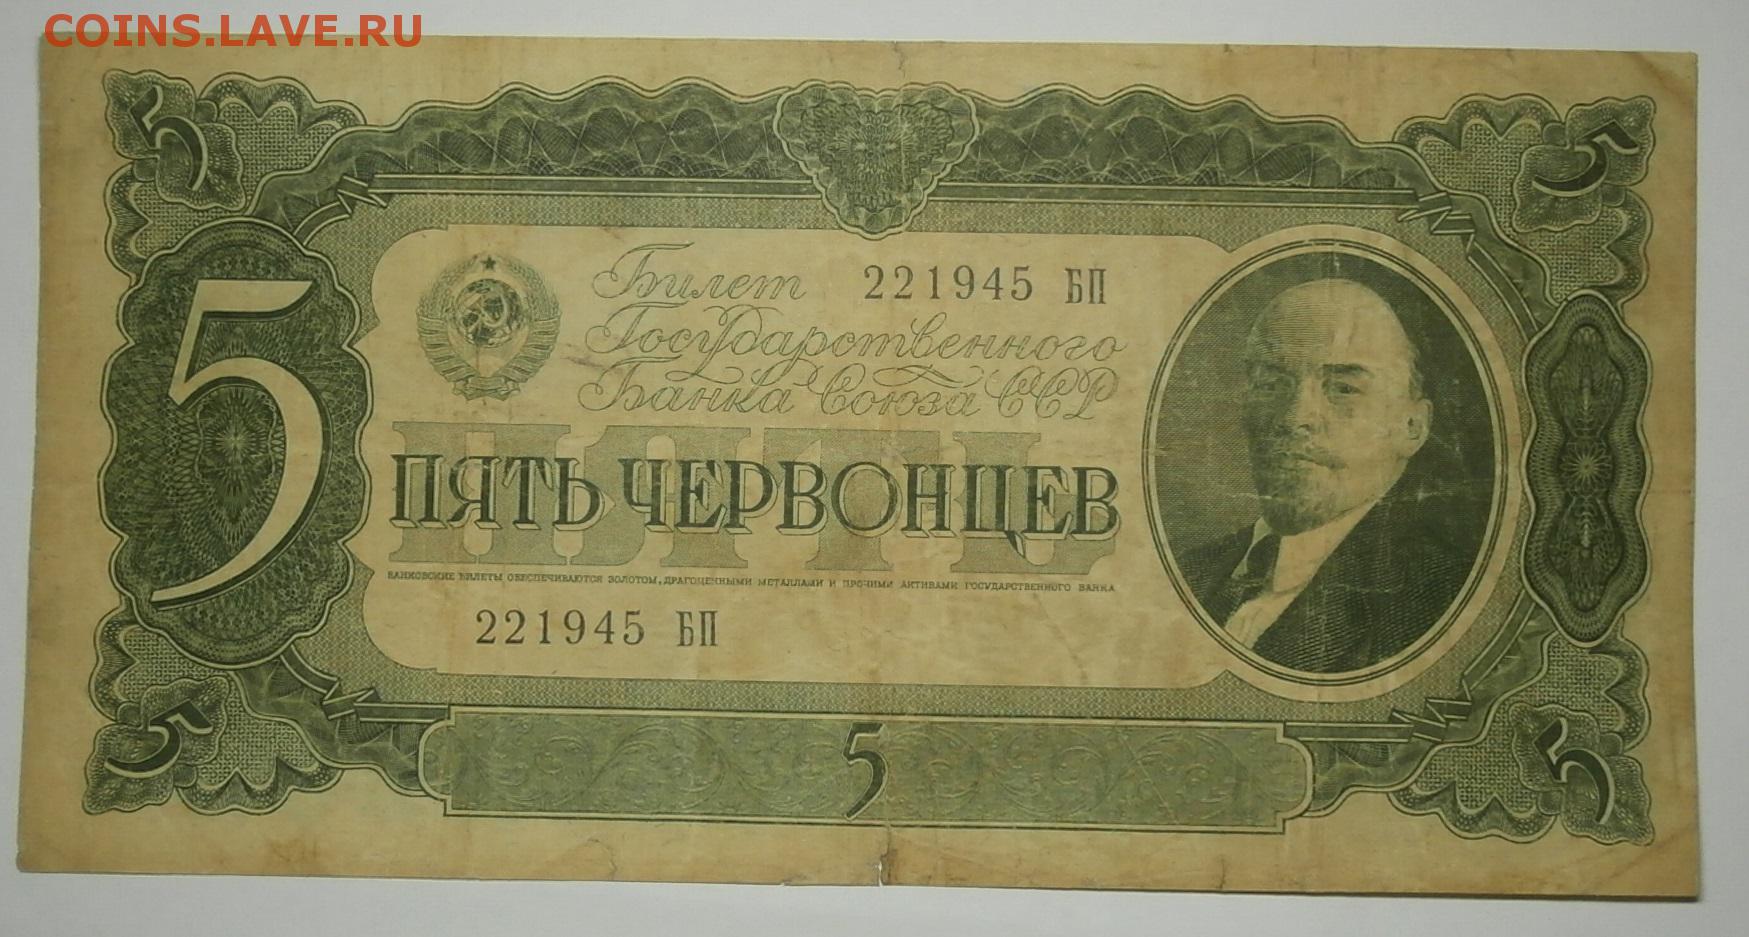 COINS.LAVE.RU
5 5
5
Билет 221945 БП
Государственного
Банка Союза ССР
ПЯТЬ
ПЯТЬ ЧЕРВОНЦЕВ
БАНКОВСКИЕ БИЛЕТЫ ОБЕСПЕЧИВАЮТСЯ ЗОЛОТОМ, ДРАГОЦЕННЫМИ МЕТАЛЛАМИ И ПРОЧИМИ АКТИВАМИ ГОСУДАРСТВЕННОГО БАНКА
221945 БП
5 5 5